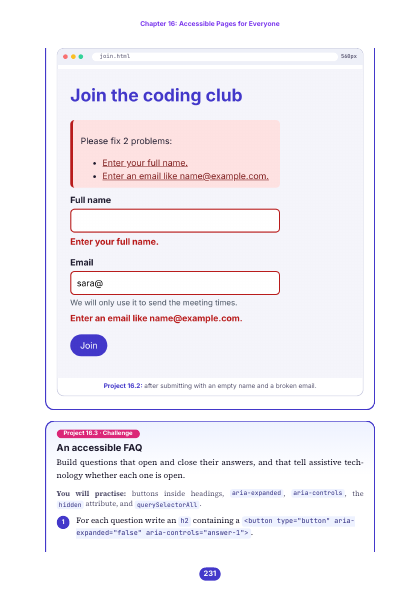 Chapter 16: Accessible Pages for Everyone
join.html
560px
Join the coding club
Please fix 2 problems:
• Enter your full name.
• Enter an email like name@example.com.
Full name
Enter your full name.
Email
sara@
We will only use it to send the meeting times.
Enter an email like name@example.com.
Join
Project 16.2: after submitting with an empty name and a broken email.
Project 16.3 · Challenge
An accessible FAQ
Build questions that open and close their answers, and that tell assistive tech-
nology whether each one is open.
You will practise: buttons inside headings, aria-expanded, aria-controls, the
hidden attribute, and querySelectorAll.
1 For each question write an h2 containing a <button type="button" aria-
expanded="false" aria-controls="answer-1">.
231